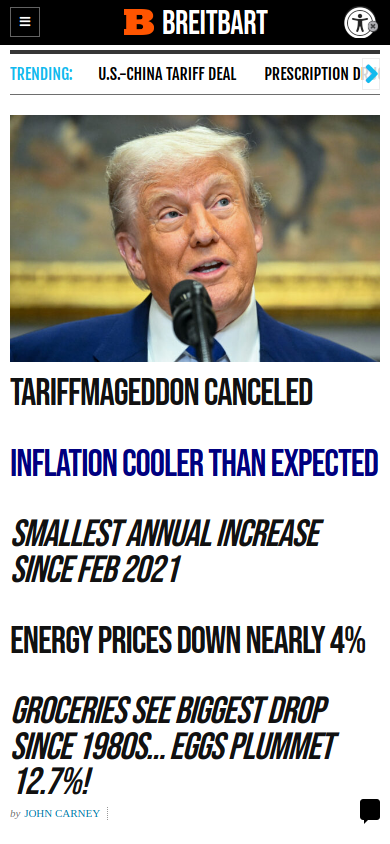 B BREITBART
TRENDING: U.S.–CHINA TARIFF DEAL PRESCRIPTION
TARIFFMAGEDDON CANCELED
INFLATION COOLER THAN EXPECTED
SMALLEST ANNUAL INCREASE
SINCE FEB 2021
ENERGY PRICES DOWN NEARLY 4%
GROCERIES SEE BIGGEST DROP
SINCE 1980S... EGGS PLUMMET
12.7%!
by JOHN CARNEY